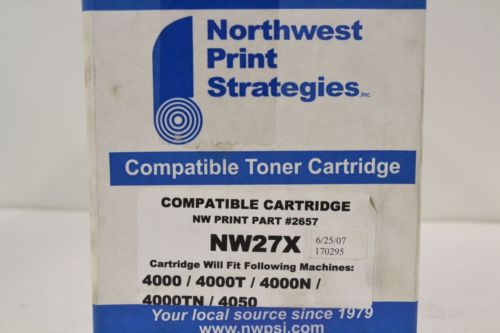 Northwest
Print
Strategies, Inc.
Compatible Toner Cartridge
COMPATIBLE CARTRIDGE
NW PRINT PART #2657
NW27X
6/25/07
170295
Cartridge Will Fit Following Machines:
4000 / 4000T / 4000N /
4000TN / 4050
Your local source since 1979
www.nwpsi.com